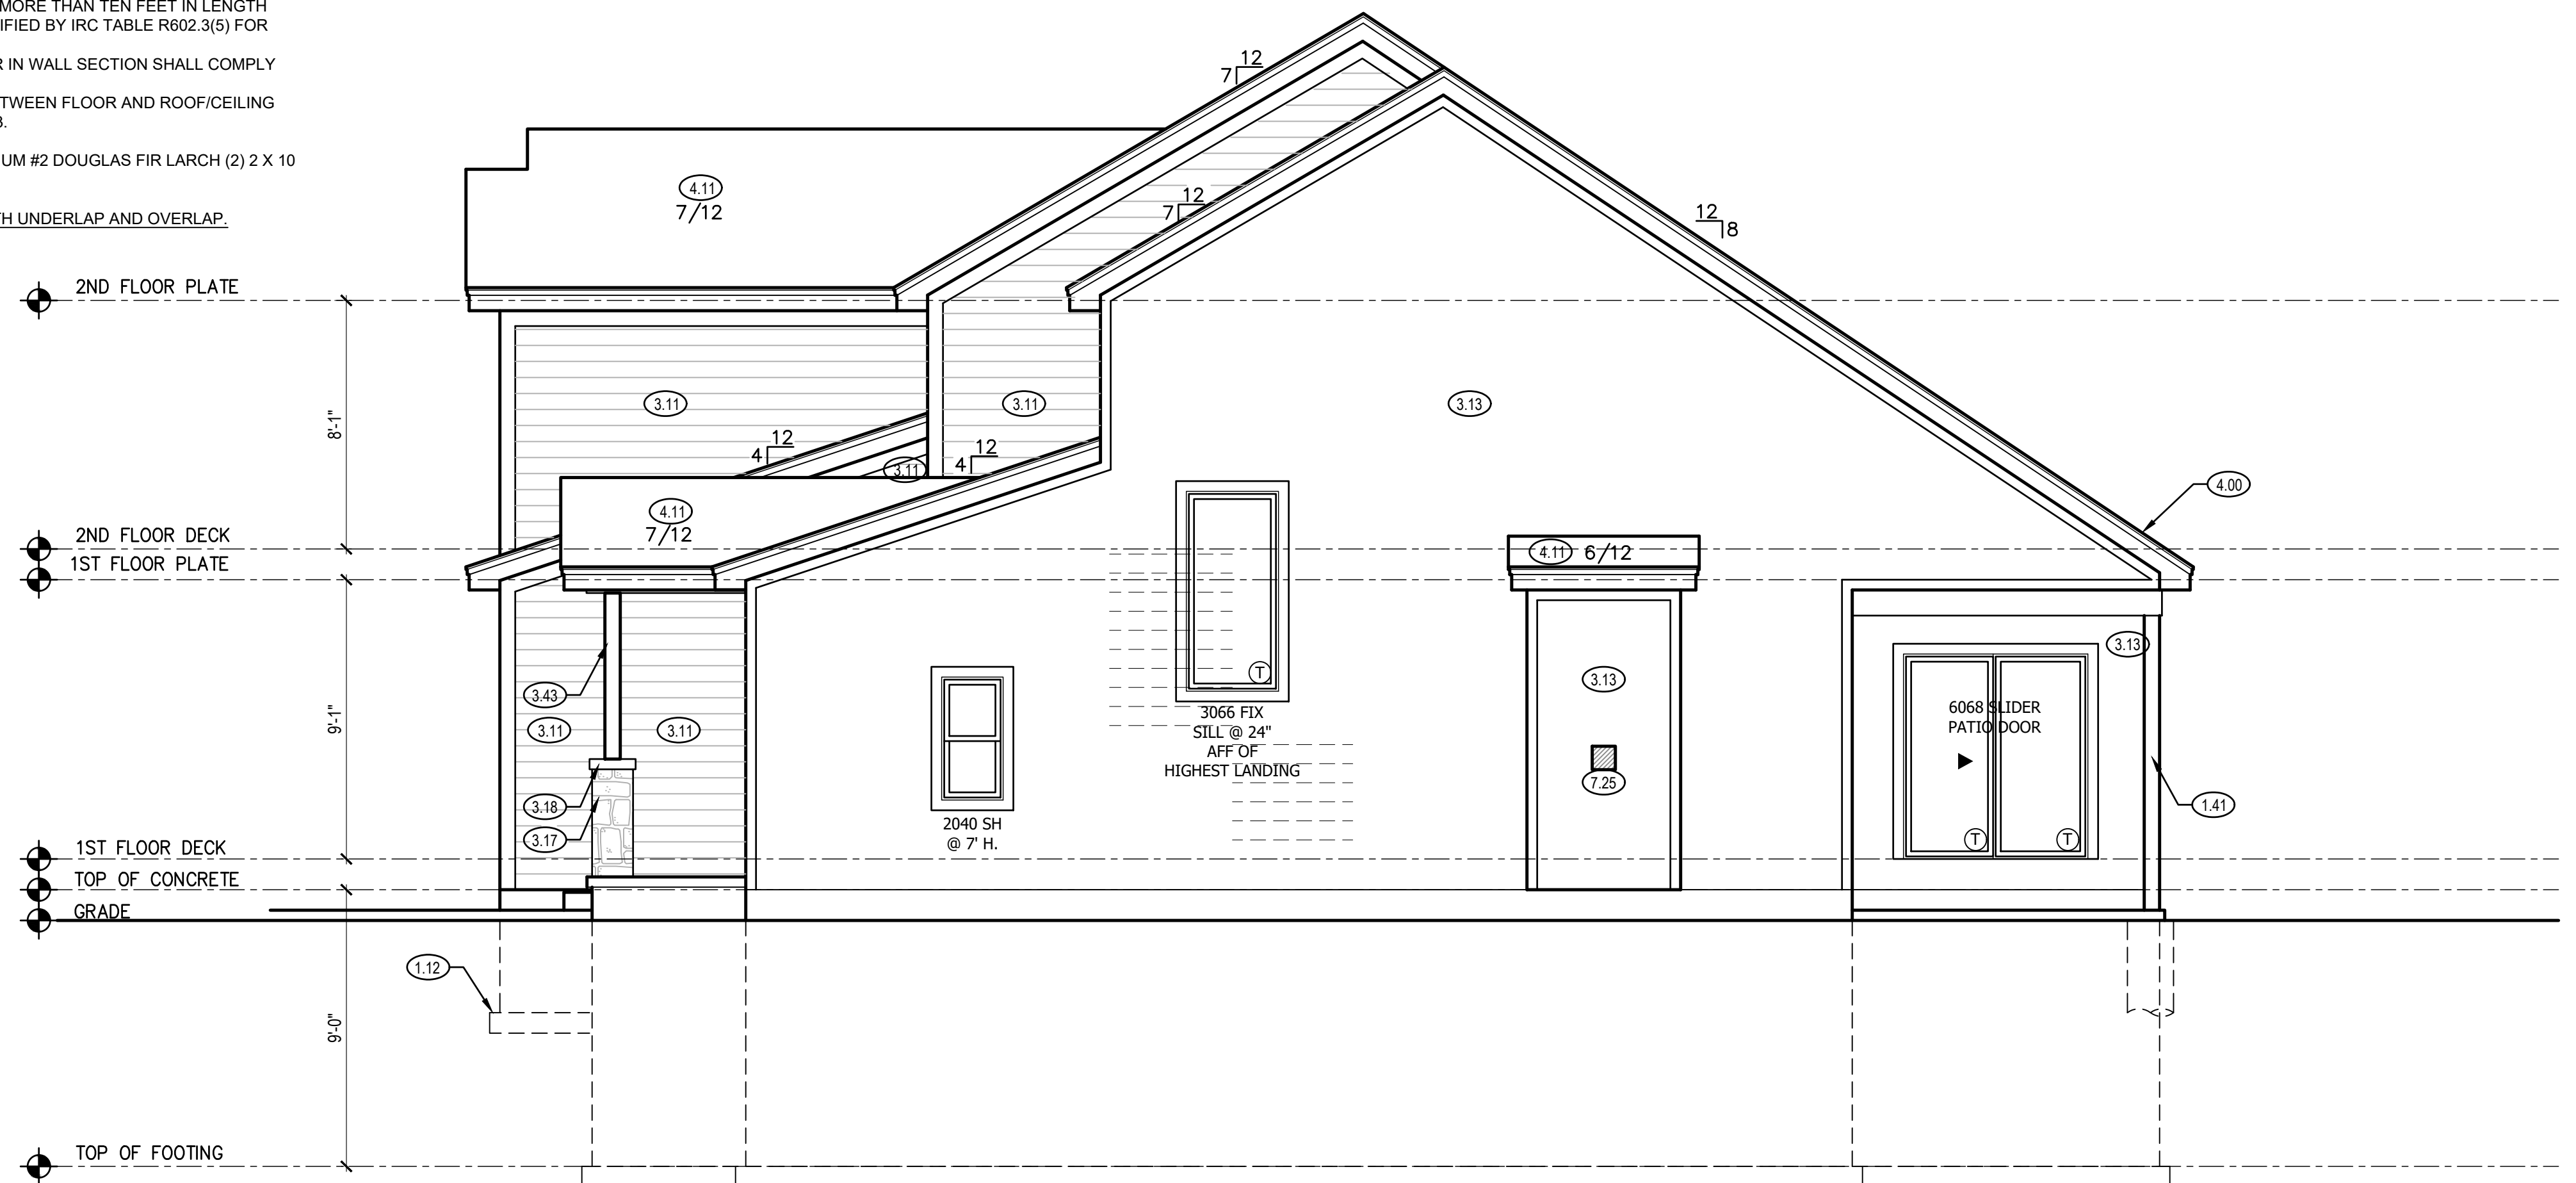 MORE THAN TEN FEET IN LENGTH
IFIED BY IRC TABLE R602.3(5) FOR
R IN WALL SECTION SHALL COMPLY
TWEEN FLOOR AND ROOF/CEILING
UM #2 DOUGLAS FIR LARCH (2) 2 X 10
TH UNDERLAP AND OVERLAP.
12
7
12
7
12
8
4.11
7/12
2ND FLOOR PLATE
8'-1"
3.11
3.11
3.13
12
4
12
4
3.11
4.00
4.11
7/12
2ND FLOOR DECK
1ST FLOOR PLATE
4.11 6/12
9'-1"
3.43
3.11
3.11
3.18
3.17
T
3066 FIX
SILL @ 24"
AFF OF
HIGHEST LANDING
2040 SH
@ 7' H.
3.13
7.25
3.13
6068 SLIDER
PATIO DOOR
T
T
1.41
1ST FLOOR DECK
TOP OF CONCRETE
GRADE
1.12
9'-0"
TOP OF FOOTING